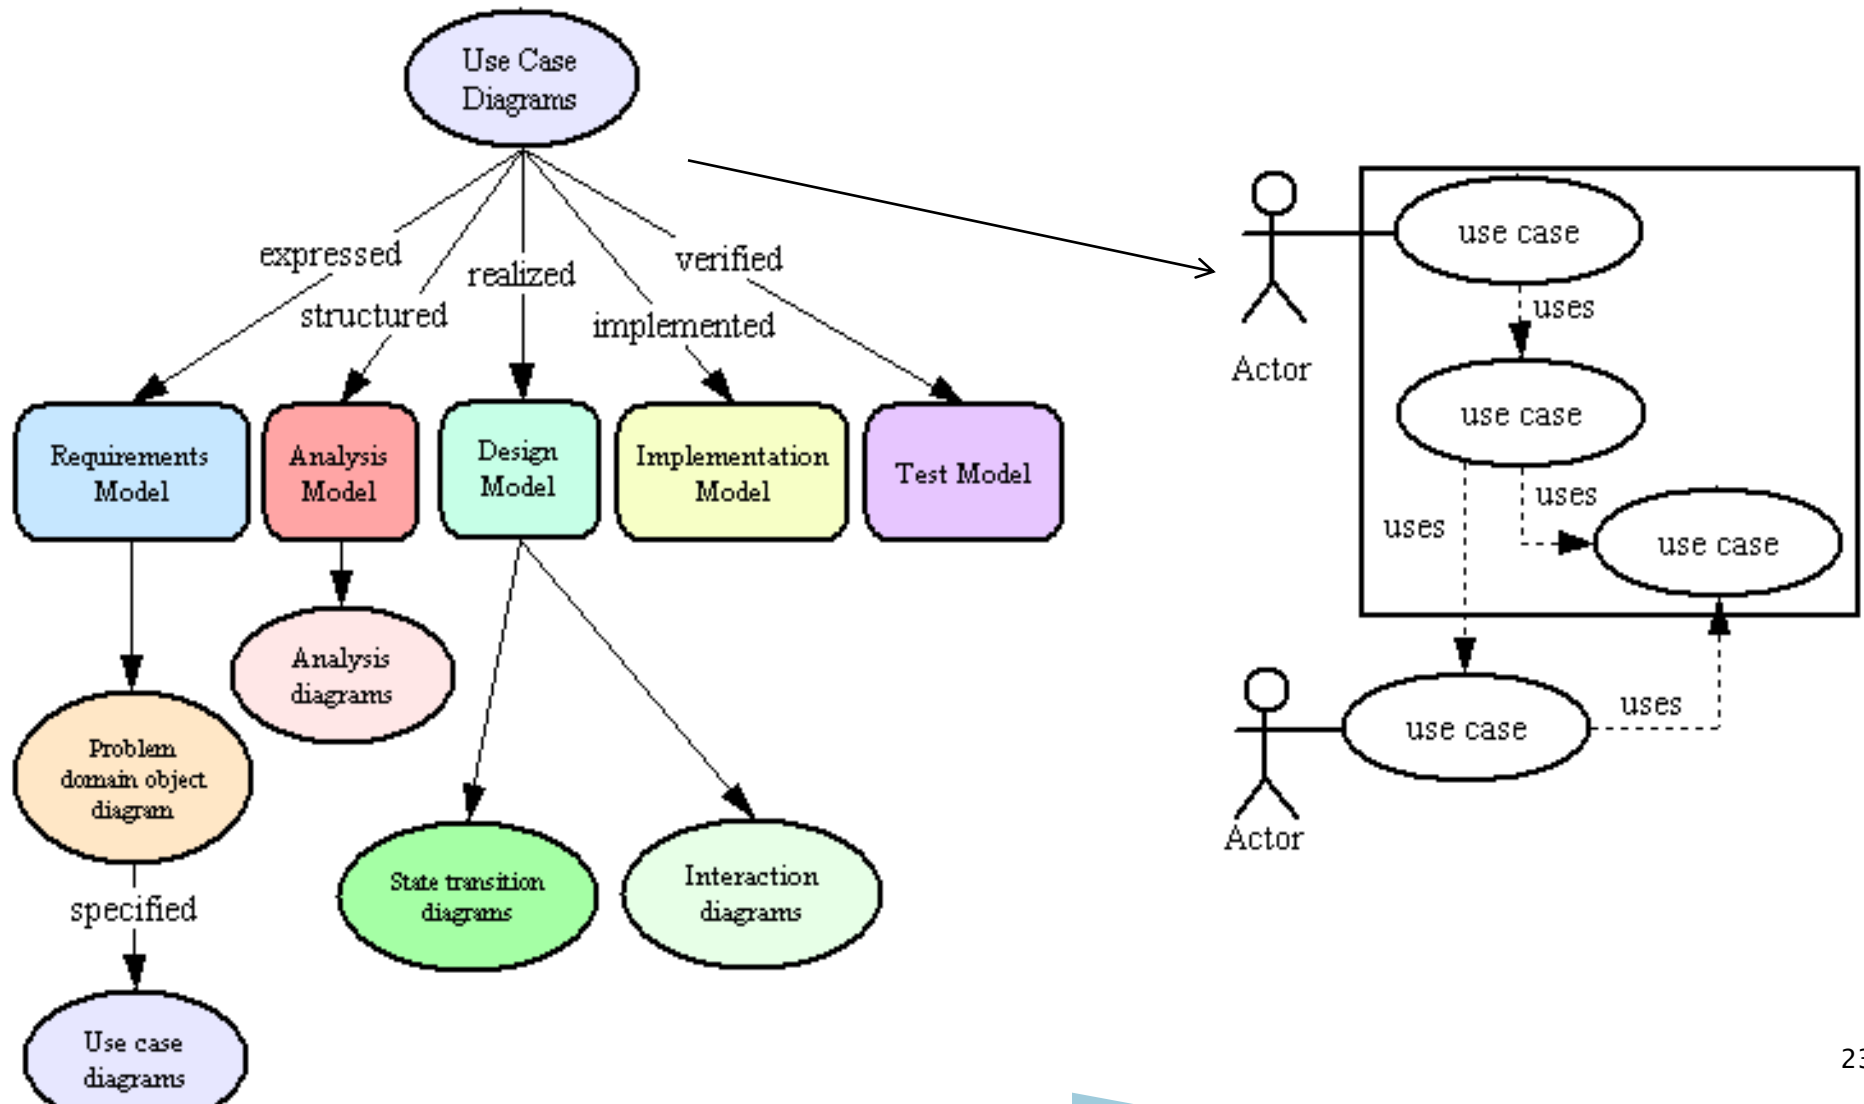 Use Case
Diagrams
expressed
structured
realized
implemented
verified
Requirements
Model
Analysis
Model
Design
Model
Implementation
Model
Test Model
Analysis
diagrams
Problem
domain object
diagram
State transition
diagrams
Interaction
diagrams
specified
Use case
diagrams
use case
uses
Actor
use case
uses
uses
use case
use case
uses
Actor
23